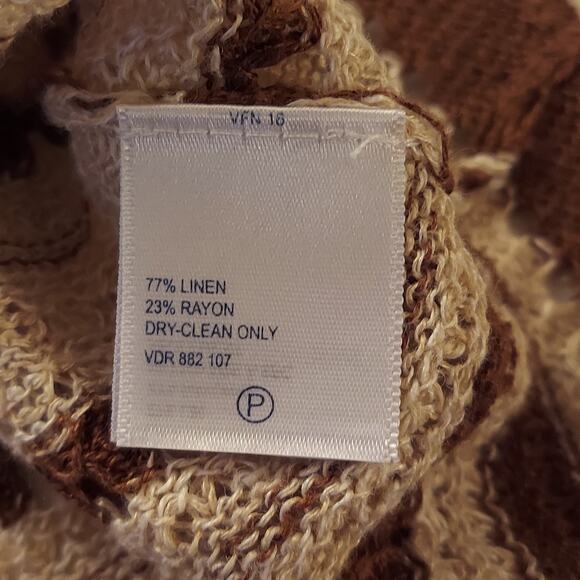 VFN 16
77% LINEN
23% RAYON
DRY-CLEAN ONLY
VDR 882 107
P